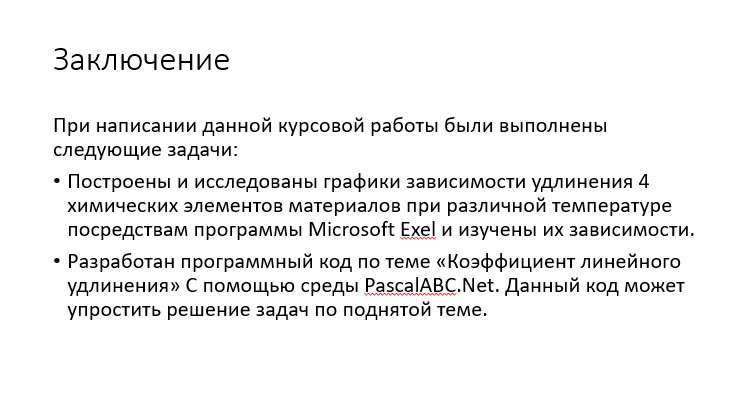 Заключение
При написании данной курсовой работы были выполнены
следующие задачи:
• Построены и исследованы графики зависимости удлинения 4
химических элементов материалов при различной температуре
посредствам программы Microsoft Exel и изучены их зависимости.
• Разработан программный код по теме «Коэффициент линейного
удлинения» С помощью среды PascalABC.Net. Данный код может
упростить решение задач по поднятой теме.